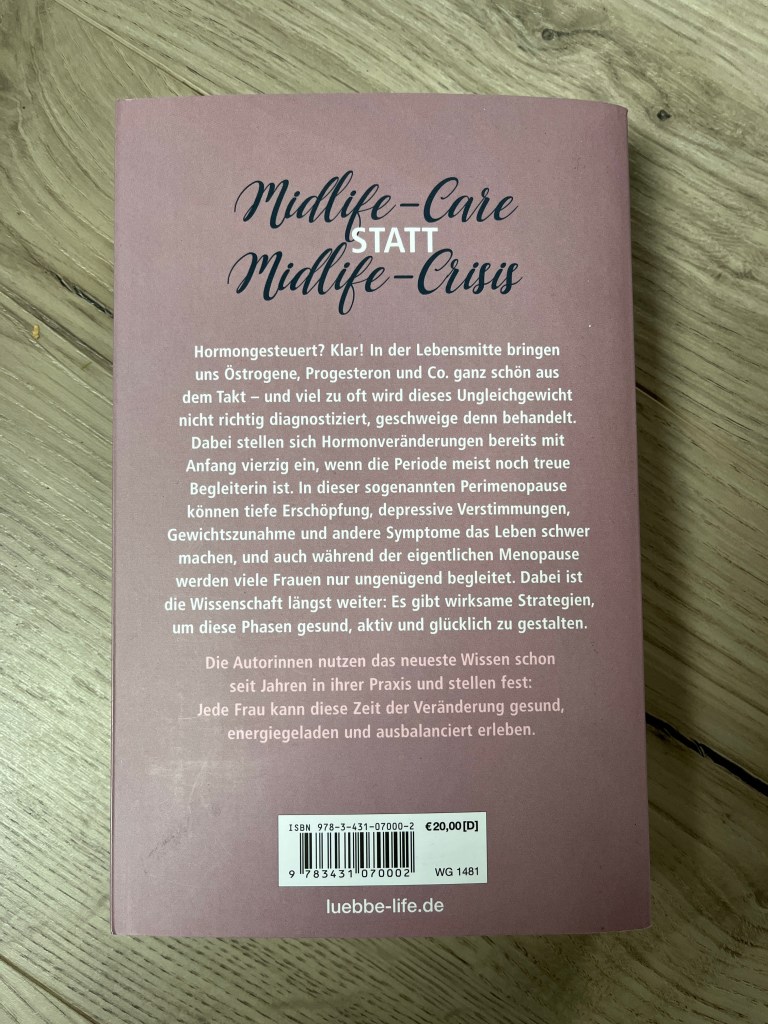 Midlife-Care
STATT
Midlife-Crisis
Hormongesteuert? Klar! In der Lebensmitte bringen
uns Östrogene, Progesteron und Co. ganz schön aus
dem Takt – und viel zu oft wird dieses Ungleichgewicht
nicht richtig diagnostiziert, geschweige denn behandelt.
Dabei stellen sich Hormonveränderungen bereits mit
Anfang vierzig ein, wenn die Periode meist noch treue
Begleiterin ist. In dieser sogenannten Perimenopause
können tiefe Erschöpfung, depressive Verstimmungen,
Gewichtszunahme und andere Symptome das Leben schwer
machen, und auch während der eigentlichen Menopause
werden viele Frauen nur ungenügend begleitet. Dabei ist
die Wissenschaft längst weiter: Es gibt wirksame Strategien,
um diese Phasen gesund, aktiv und glücklich zu gestalten.
Die Autorinnen nutzen das neueste Wissen schon
seit Jahren in ihrer Praxis und stellen fest:
Jede Frau kann diese Zeit der Veränderung gesund,
energiegeladen und ausbalanciert erleben.
ISBN 978-3-431-07000-2 €20,00[D]
9 783431 070002 WG 1481
luebbe-life.de